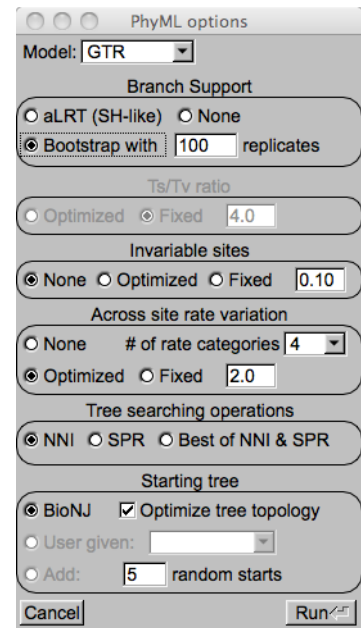 PhyML options
Model: GTR
Branch Support
aLRT (SH-like) None
Bootstrap with 100 replicates
Ts/Tv ratio
Optimized Fixed 4.0
Invariable sites
None Optimized Fixed 0.10
Across site rate variation
None # of rate categories 4
Optimized Fixed 2.0
Tree searching operations
NNI SPR Best of NNI & SPR
Starting tree
BioNJ Optimize tree topology
User given:
Add: 5 random starts
Cancel Run